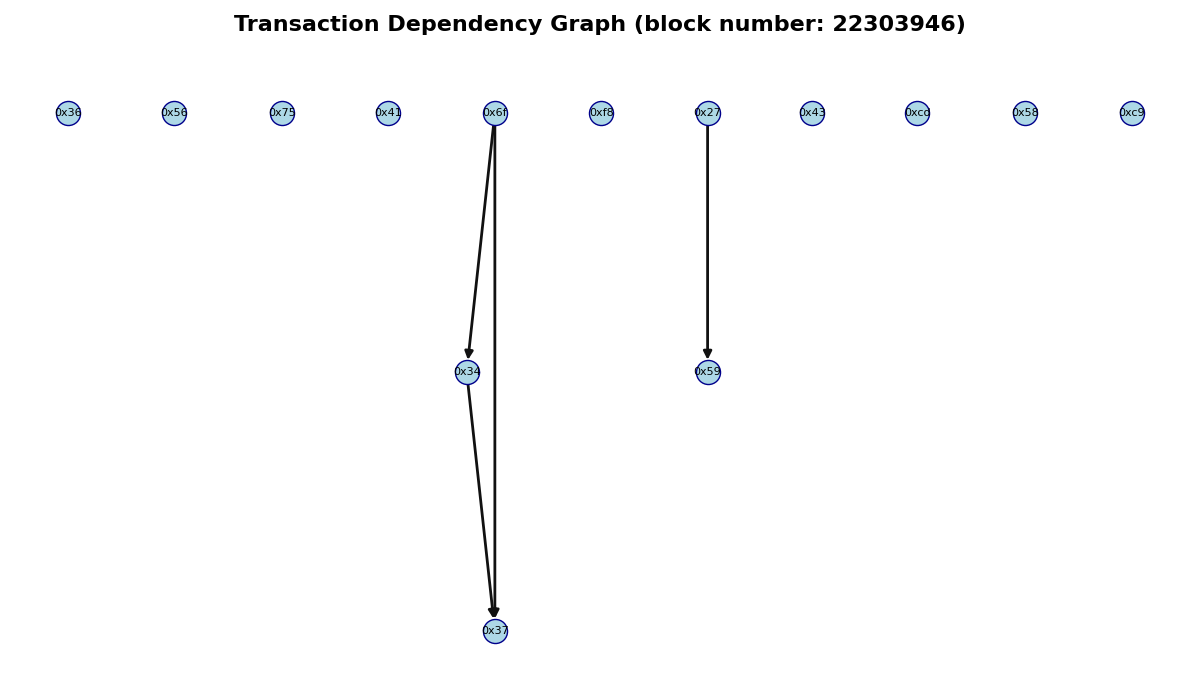 Transaction Dependency Graph (block number: 22303946)
0x36 0x56 0x75 0x41 0x6f 0xf8 0x27 0x43 0xcd 0x58 0xc9
0x34 0x59
0x37